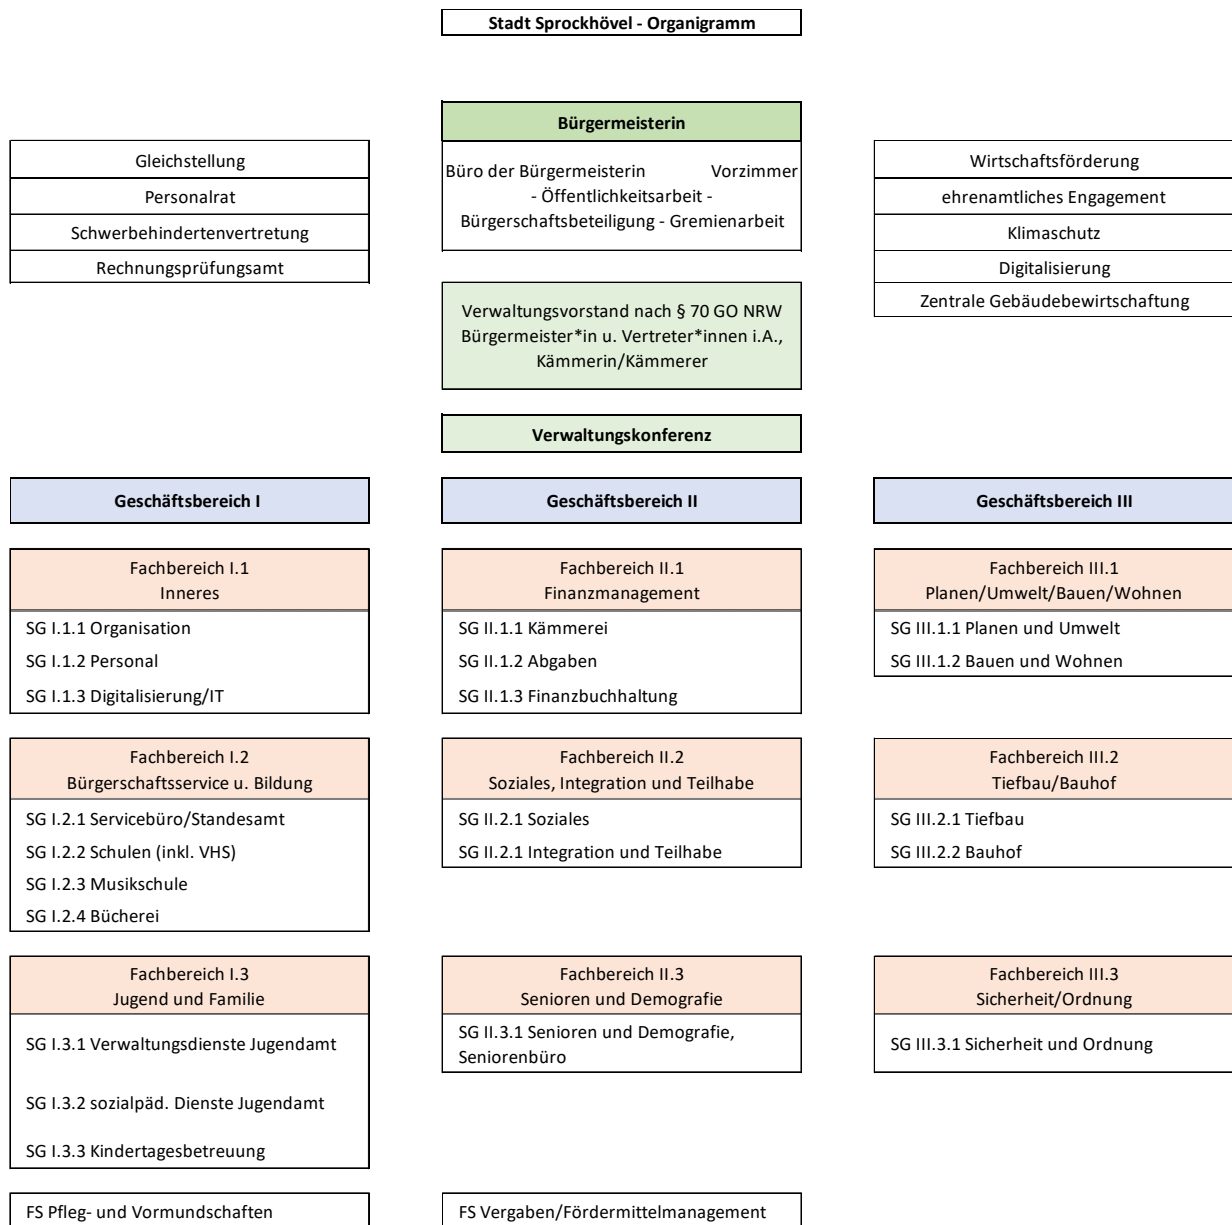 Stadt Sprockhövel - Organigramm
Bürgermeisterin
Büro der Bürgermeisterin Vorzimmer
- Öffentlichkeitsarbeit -
Bürgerschaftsbeteiligung - Gremienarbeit
Gleichstellung
Personalrat
Schwerbehindertenvertretung
Rechnungsprüfungsamt
Wirtschaftsförderung
ehrenamtliches Engagement
Klimaschutz
Digitalisierung
Zentrale Gebäudebewirtschaftung
Verwaltungsvorstand nach § 70 GO NRW
Bürgermeister*in u. Vertreter*innen i.A.,
Kämmerin/Kämmerer
Verwaltungskonferenz
Geschäftsbereich I
Fachbereich I.1
Inneres
SG I.1.1 Organisation
SG I.1.2 Personal
SG I.1.3 Digitalisierung/IT
Fachbereich I.2
Bürgerschaftsservice u. Bildung
SG I.2.1 Servicebüro/Standesamt
SG I.2.2 Schulen (inkl. VHS)
SG I.2.3 Musikschule
SG I.2.4 Bücherei
Fachbereich I.3
Jugend und Familie
SG I.3.1 Verwaltungsdienste Jugendamt
SG I.3.2 sozialpäd. Dienste Jugendamt
SG I.3.3 Kindertagesbetreuung
FS Pfleg- und Vormundschaften
Geschäftsbereich II
Fachbereich II.1
Finanzmanagement
SG II.1.1 Kämmerei
SG II.1.2 Abgaben
SG II.1.3 Finanzbuchhaltung
Fachbereich II.2
Soziales, Integration und Teilhabe
SG II.2.1 Soziales
SG II.2.1 Integration und Teilhabe
Fachbereich II.3
Senioren und Demografie
SG II.3.1 Senioren und Demografie,
Seniorenbüro
FS Vergaben/Fördermittelmanagement
Geschäftsbereich III
Fachbereich III.1
Planen/Umwelt/Bauen/Wohnen
SG III.1.1 Planen und Umwelt
SG III.1.2 Bauen und Wohnen
Fachbereich III.2
Tiefbau/Bauhof
SG III.2.1 Tiefbau
SG III.2.2 Bauhof
Fachbereich III.3
Sicherheit/Ordnung
SG III.3.1 Sicherheit und Ordnung